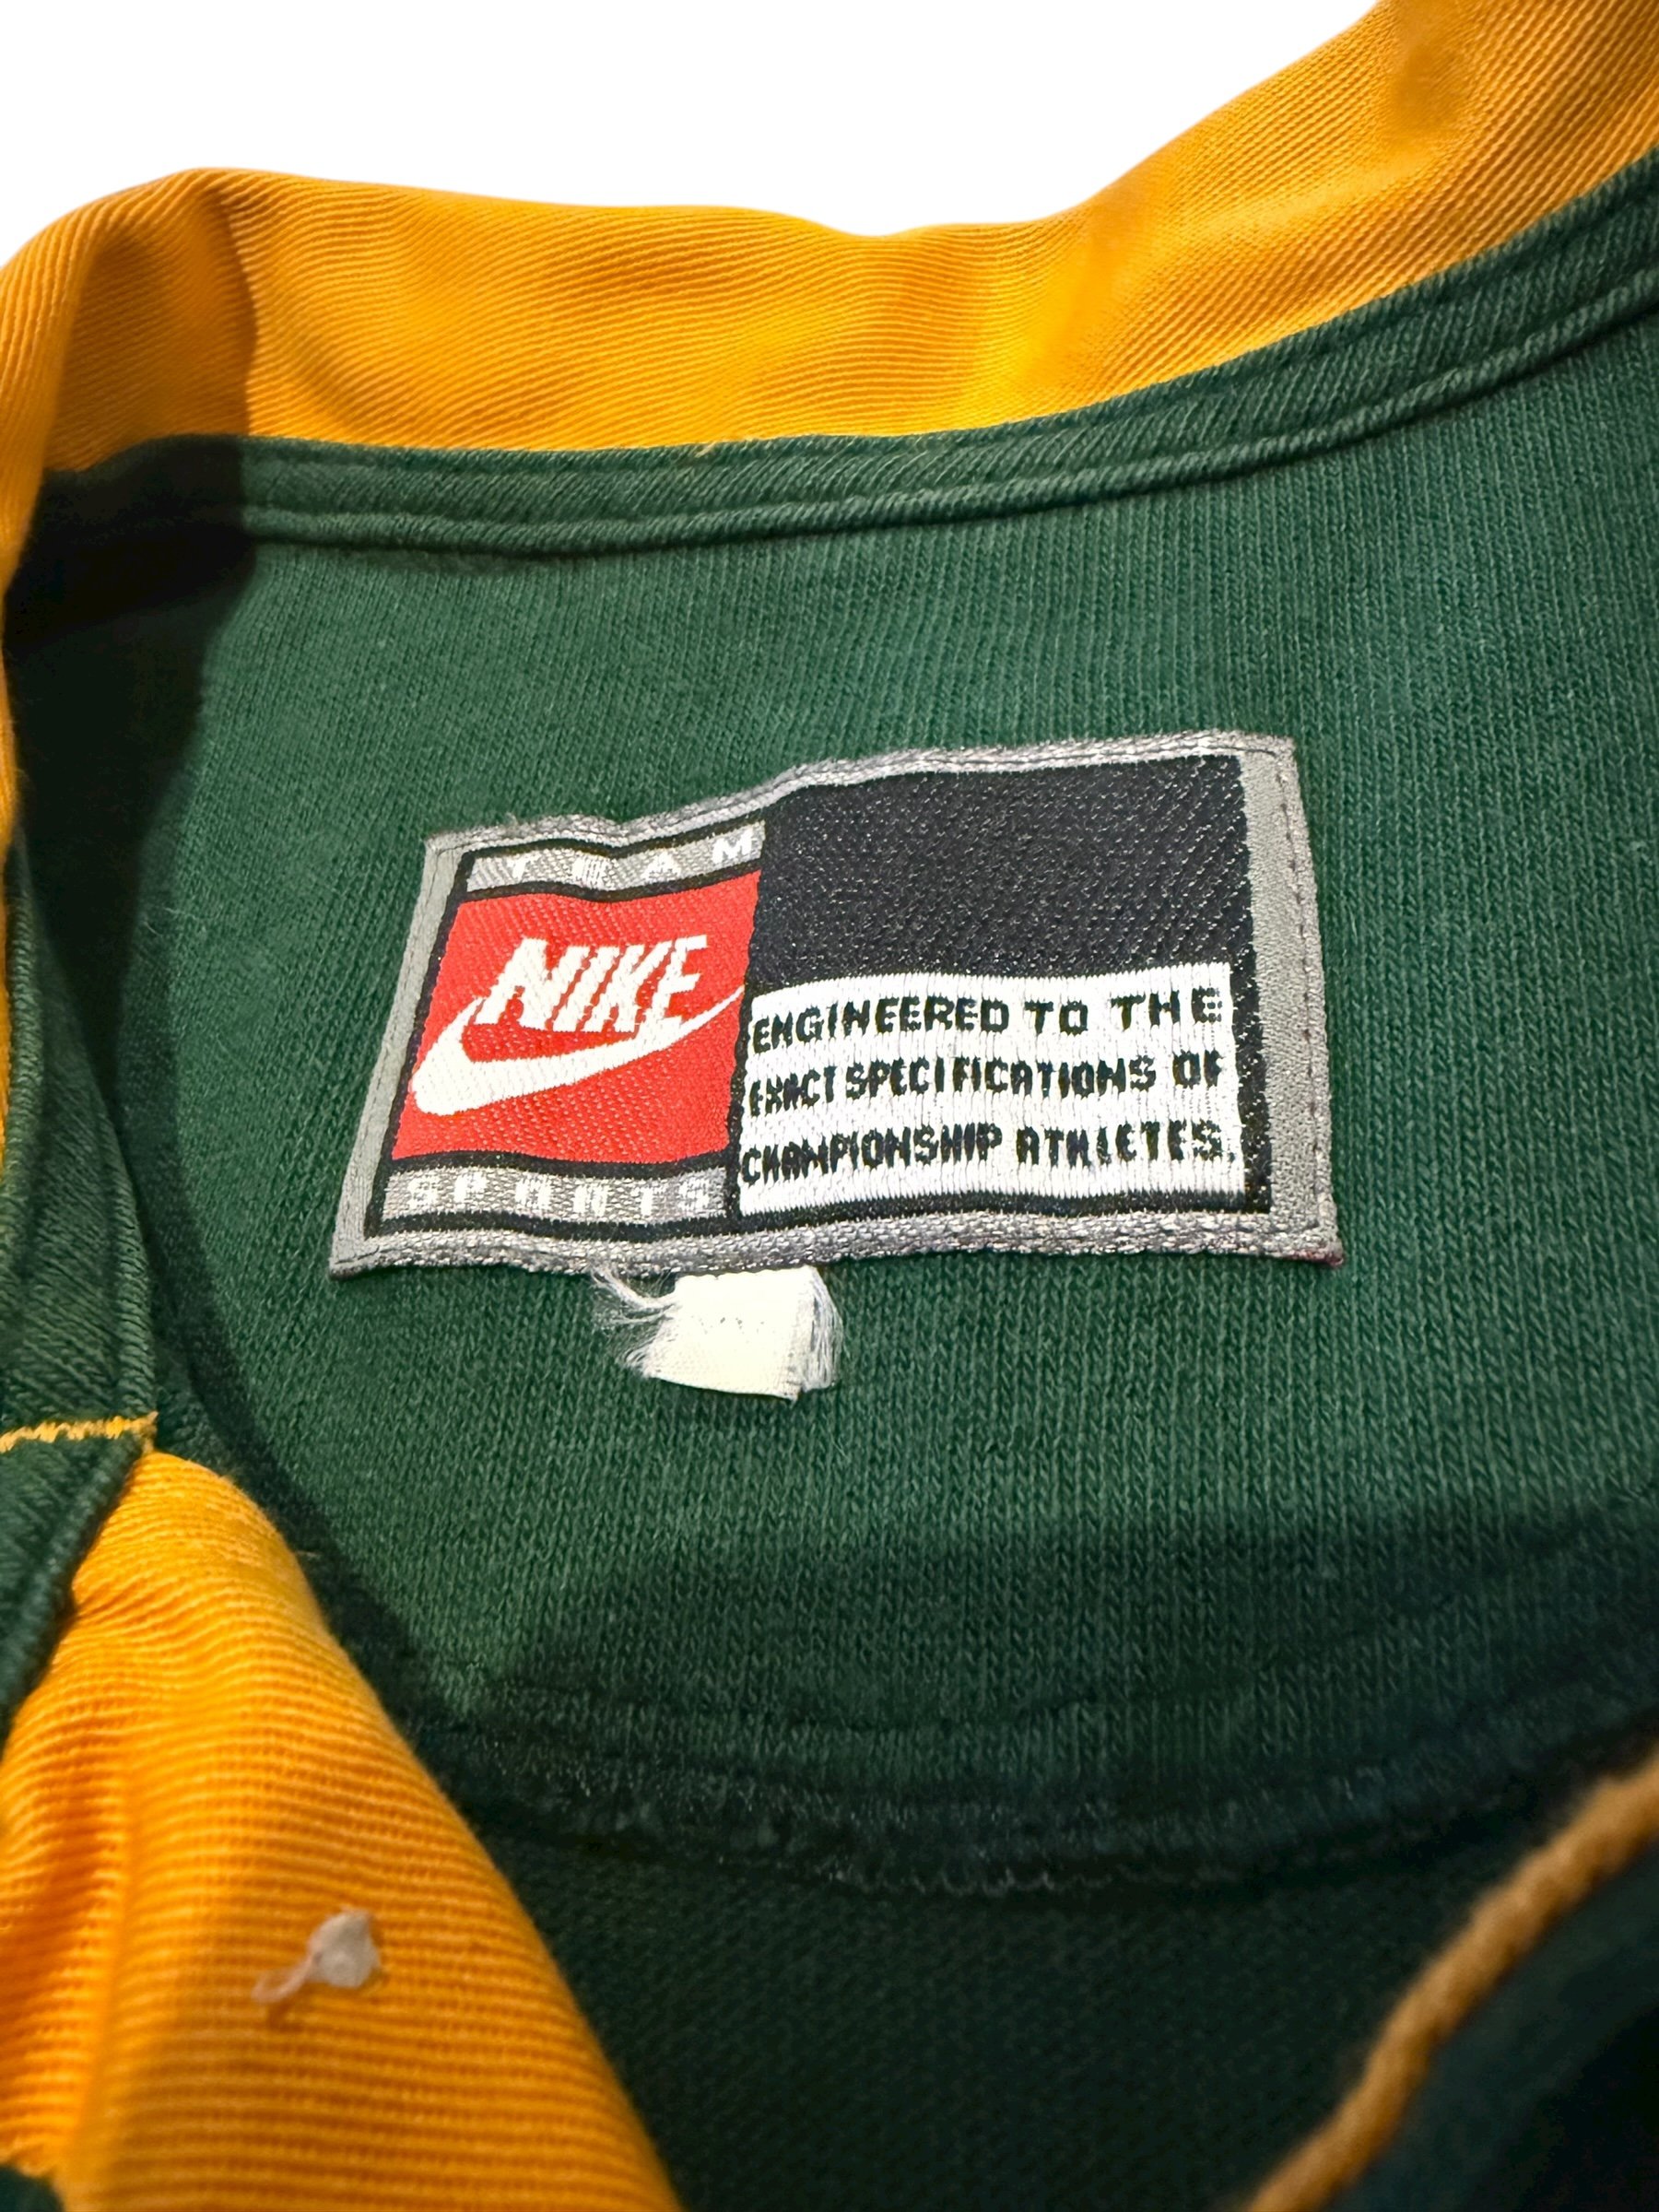 TEAM
NIKE
SPORTS
ENGINEERED TO THE
EXACT SPECIFICATIONS OF
CHAMPIONSHIP ATHLETES.